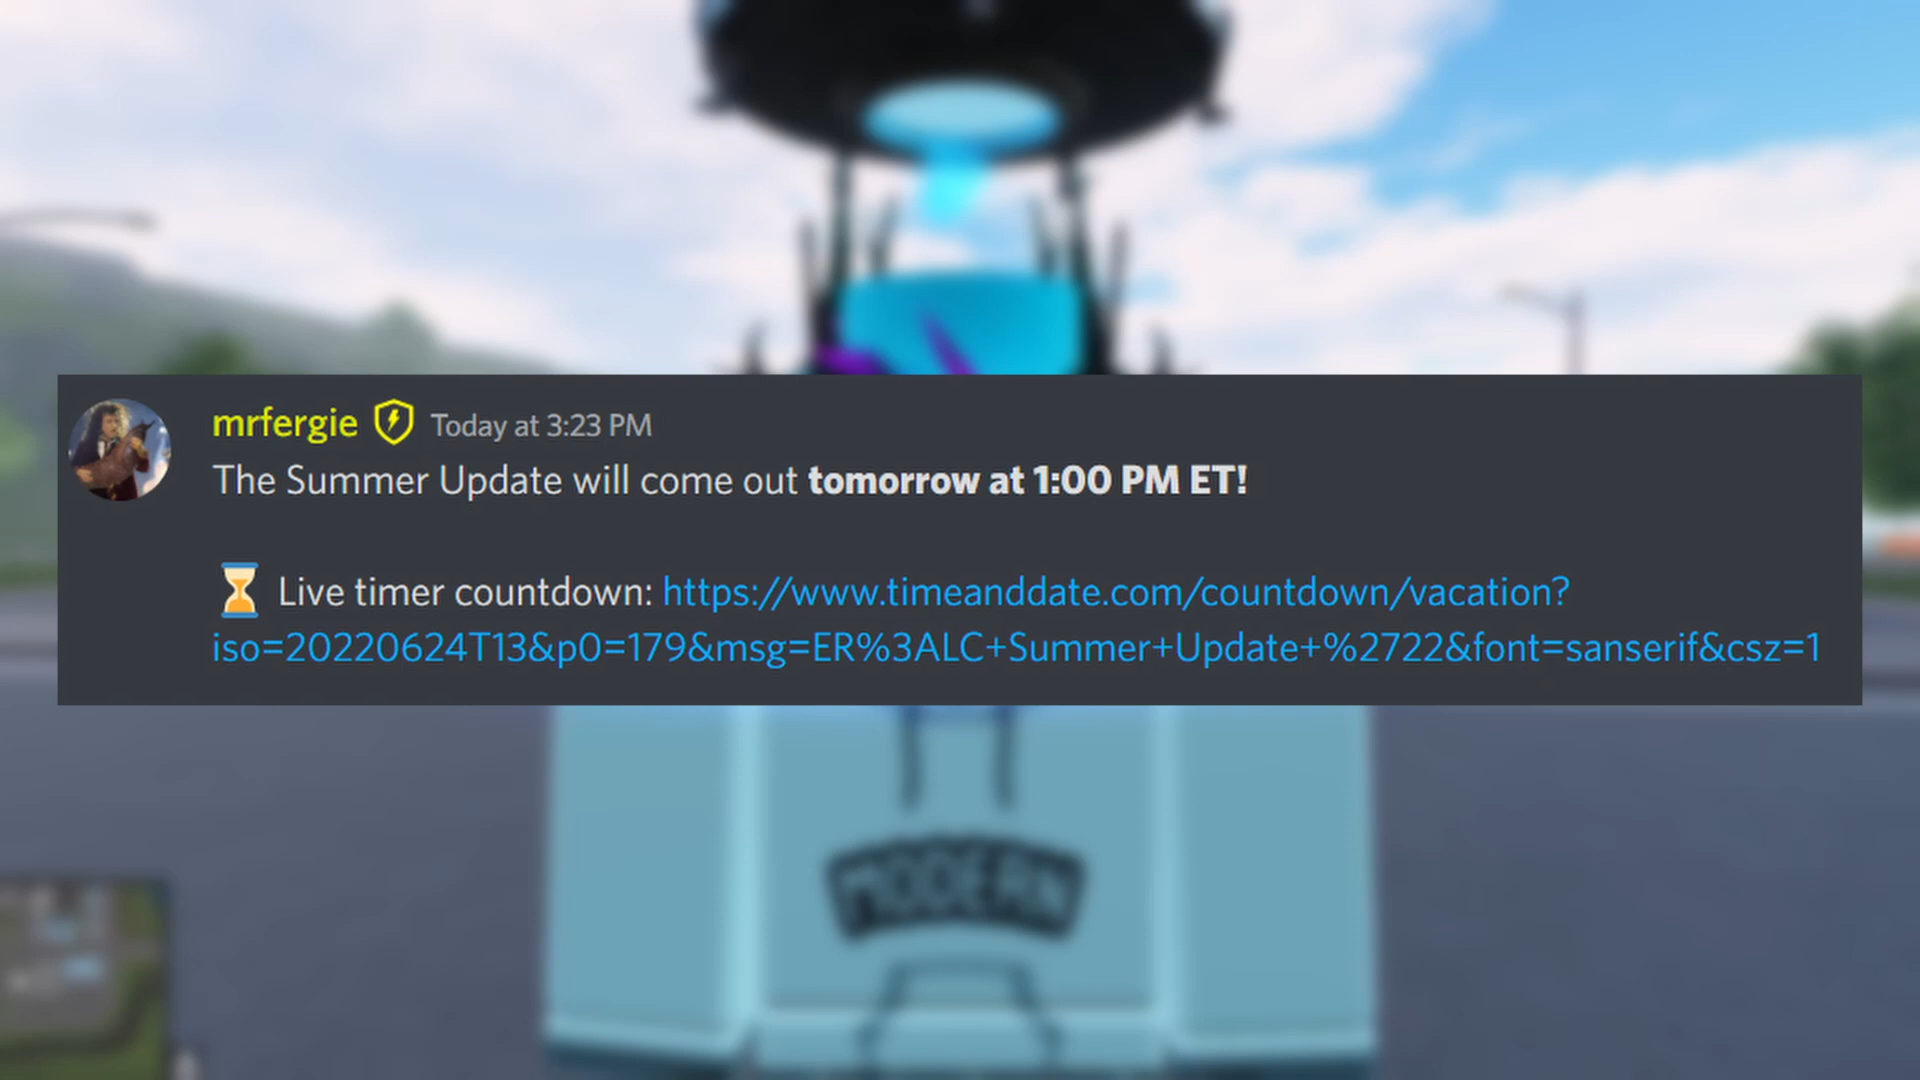 mrfergie Today at 3:23 PM
The Summer Update will come out tomorrow at 1:00 PM ET!
⏳ Live timer countdown: https://www.timeanddate.com/countdown/vacation?
iso=20220624T13&p0=179&msg=ER%3ALC+Summer+Update+%2722&font=sanserif&csz=1
MODERN